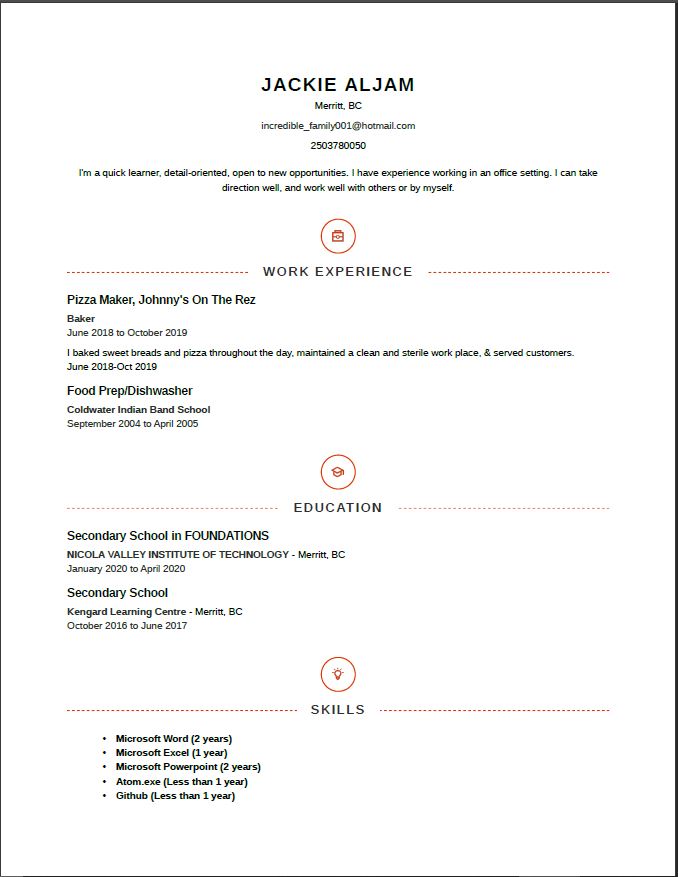 JACKIE ALJAM
Merritt, BC
incredible_family001@hotmail.com
2503780050
I'm a quick learner, detail-oriented, open to new opportunities. I have experience working in an office setting. I can take
direction well, and work well with others or by myself.
WORK EXPERIENCE
Pizza Maker, Johnny's On The Rez
Baker
June 2018 to October 2019
I baked sweet breads and pizza throughout the day, maintained a clean and sterile work place, & served customers.
June 2018-Oct 2019
Food Prep/Dishwasher
Coldwater Indian Band School
September 2004 to April 2005
EDUCATION
Secondary School in FOUNDATIONS
NICOLA VALLEY INSTITUTE OF TECHNOLOGY - Merritt, BC
January 2020 to April 2020
Secondary School
Kengard Learning Centre - Merritt, BC
October 2016 to June 2017
SKILLS
• Microsoft Word (2 years)
• Microsoft Excel (1 year)
• Microsoft Powerpoint (2 years)
• Atom.exe (Less than 1 year)
• Github (Less than 1 year)